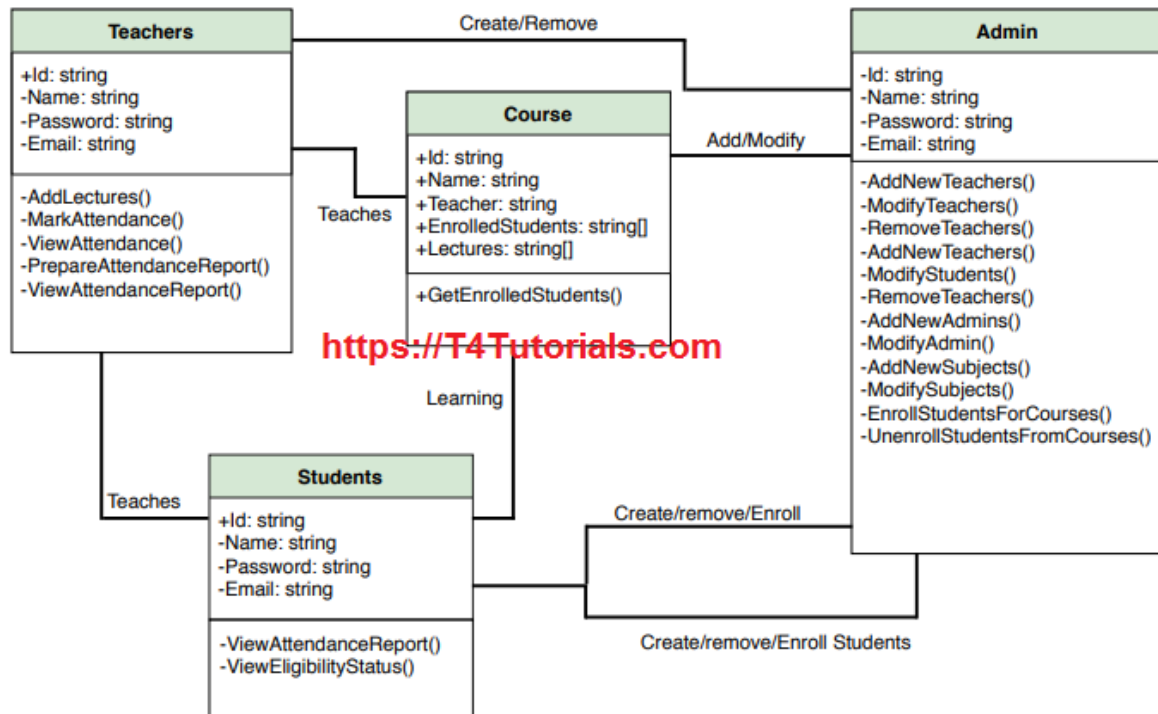 Teachers
+Id: string
-Name: string
-Password: string
-Email: string
-AddLectures()
-MarkAttendance()
-ViewAttendance()
-PrepareAttendanceReport()
-ViewAttendanceReport()
Create/Remove
Admin
-Id: string
-Name: string
-Password: string
-Email: string
-AddNewTeachers()
-ModifyTeachers()
-RemoveTeachers()
-AddNewTeachers()
-ModifyStudents()
-RemoveTeachers()
-AddNewAdmins()
-ModifyAdmin()
-AddNewSubjects()
-ModifySubjects()
-EnrollStudentsForCourses()
-UnenrollStudentsFromCourses()
Course
+Id: string
+Name: string
+Teacher: string
+EnrolledStudents: string[]
+Lectures: string[]
+GetEnrolledStudents()
Add/Modify
Teaches
https://T4Tutorials.com
Learning
Teaches
Students
+Id: string
-Name: string
-Password: string
-Email: string
-ViewAttendanceReport()
-ViewEligibilityStatus()
Create/remove/Enroll
Create/remove/Enroll Students